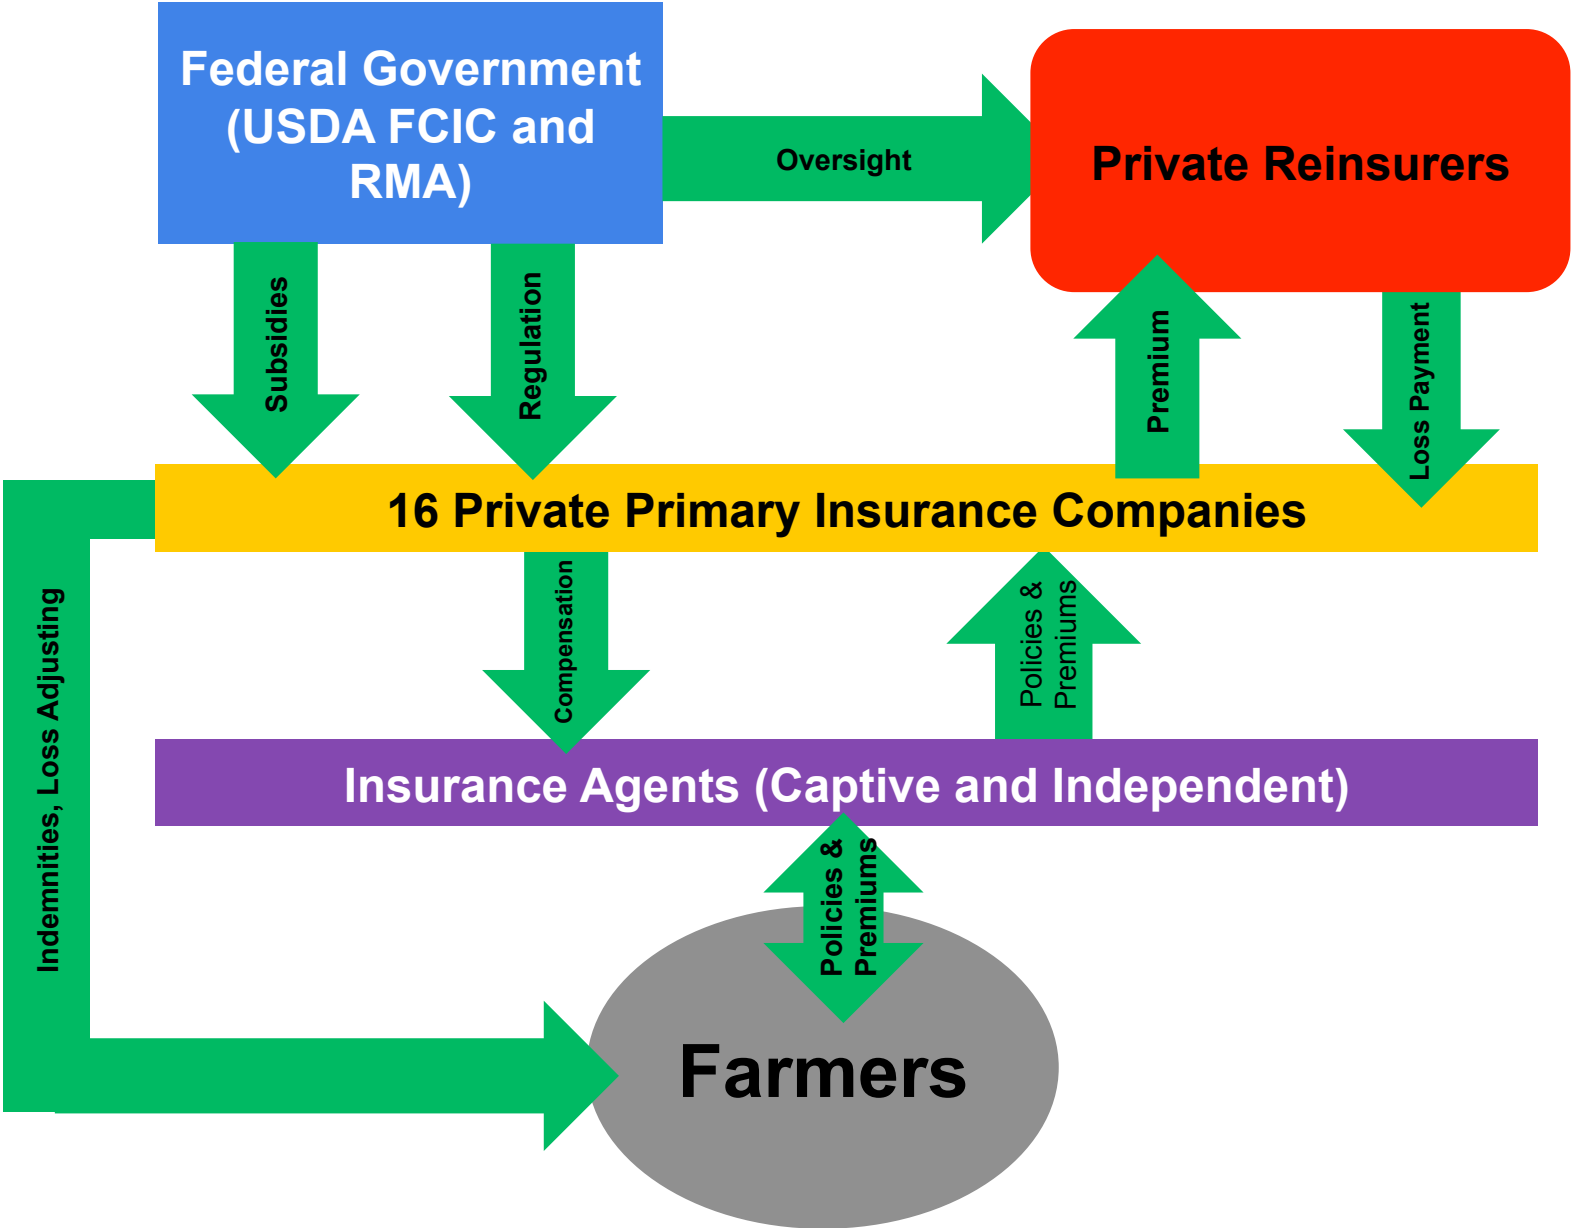 Federal Government
(USDA FCIC and
RMA)
Oversight
Private Reinsurers
Subsidies
Regulation
Premium
Loss Payment
16 Private Primary Insurance Companies
Compensation
Policies &
Premiums
Indemnities, Loss Adjusting
Insurance Agents (Captive and Independent)
Policies &
Premiums
Farmers